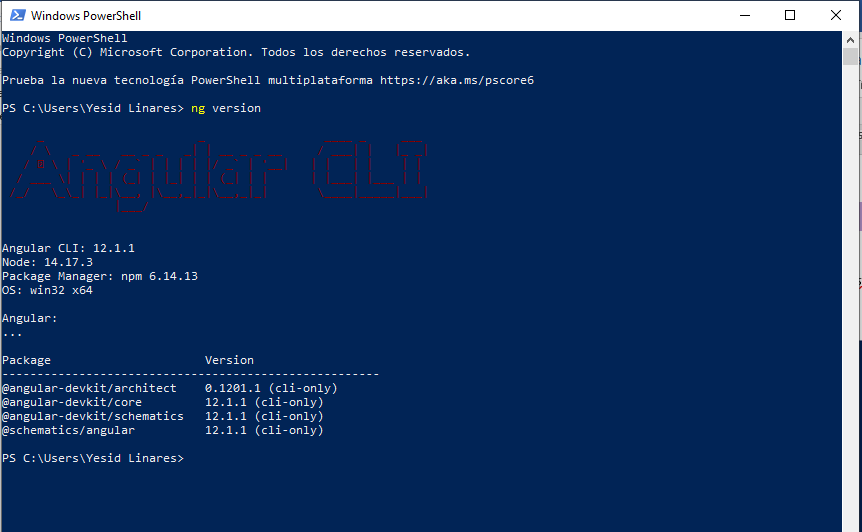 Windows PowerShell
Windows PowerShell
Copyright (C) Microsoft Corporation. Todos los derechos reservados.
Prueba la nueva tecnología PowerShell multiplataforma https://aka.ms/pscore6
PS C:\Users\Yesid Linares> ng version
Angular CLI
Angular CLI: 12.1.1
Node: 14.17.3
Package Manager: npm 6.14.13
OS: win32 x64
Angular:
...
Package Version
------------------------------------------------------
@angular-devkit/architect 0.1201.1 (cli-only)
@angular-devkit/core 12.1.1 (cli-only)
@angular-devkit/schematics 12.1.1 (cli-only)
@schematics/angular 12.1.1 (cli-only)
PS C:\Users\Yesid Linares>